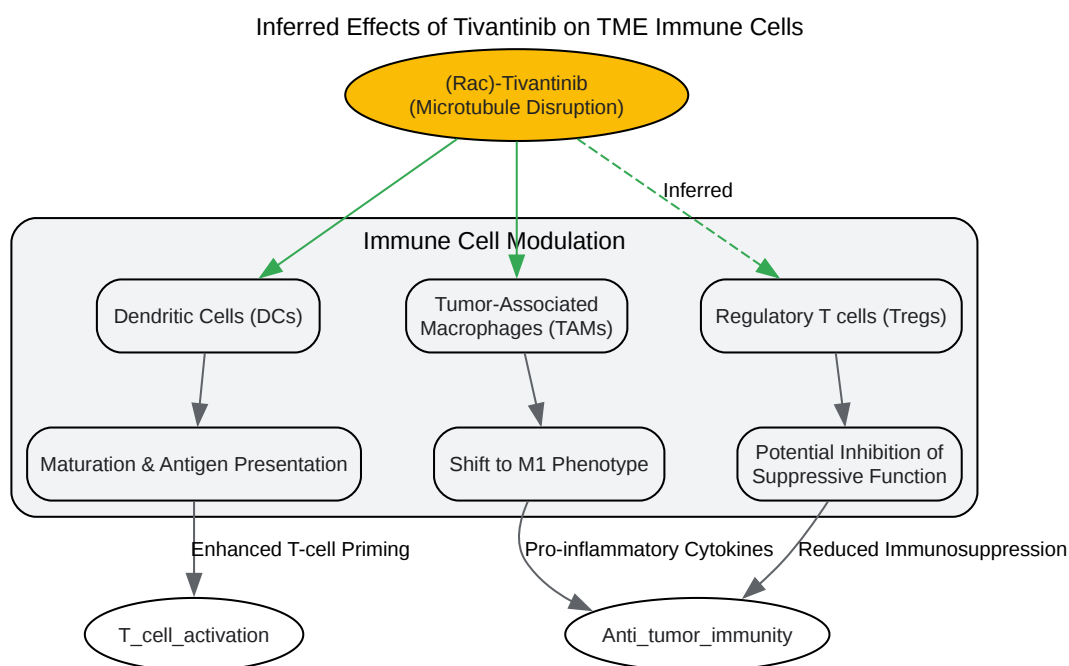 Inferred Effects of Tivantinib on TME Immune Cells
(Rac)-Tivantinib
(Microtubule Disruption)
Inferred
Immune Cell Modulation
Dendritic Cells (DCs)
Tumor-Associated
Macrophages (TAMs)
Regulatory T cells (Tregs)
Maturation & Antigen Presentation
Shift to M1 Phenotype
Potential Inhibition of
Suppressive Function
Enhanced T-cell Priming
Pro-inflammatory Cytokines
Reduced Immunosuppression
T_cell_activation
Anti_tumor_immunity